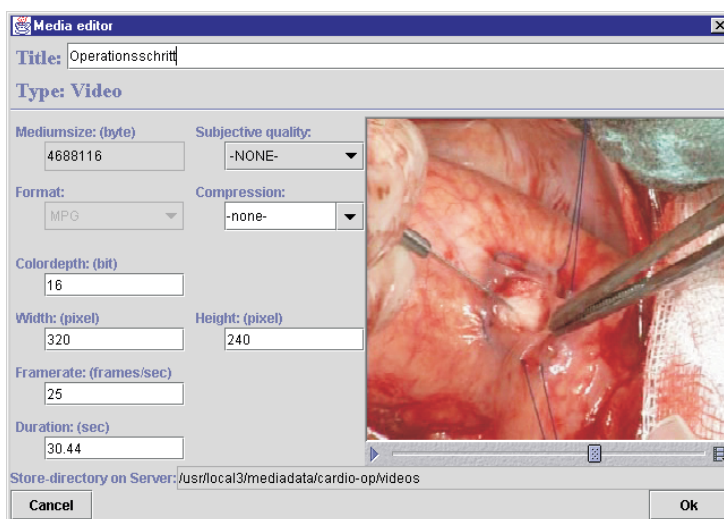 Media editor
Title: Operationsschritt
Type: Video
Mediumsize: (byte) Subjective quality:
4688116 -NONE-
Format: Compression:
MPG -none-
Colordepth: (bit)
16
Width: (pixel) Height: (pixel)
320 240
Framerate: (frames/sec)
25
Duration: (sec)
30.44
Store-directory on Server: /usr/local3/mediadata/cardio-op/videos
Cancel Ok